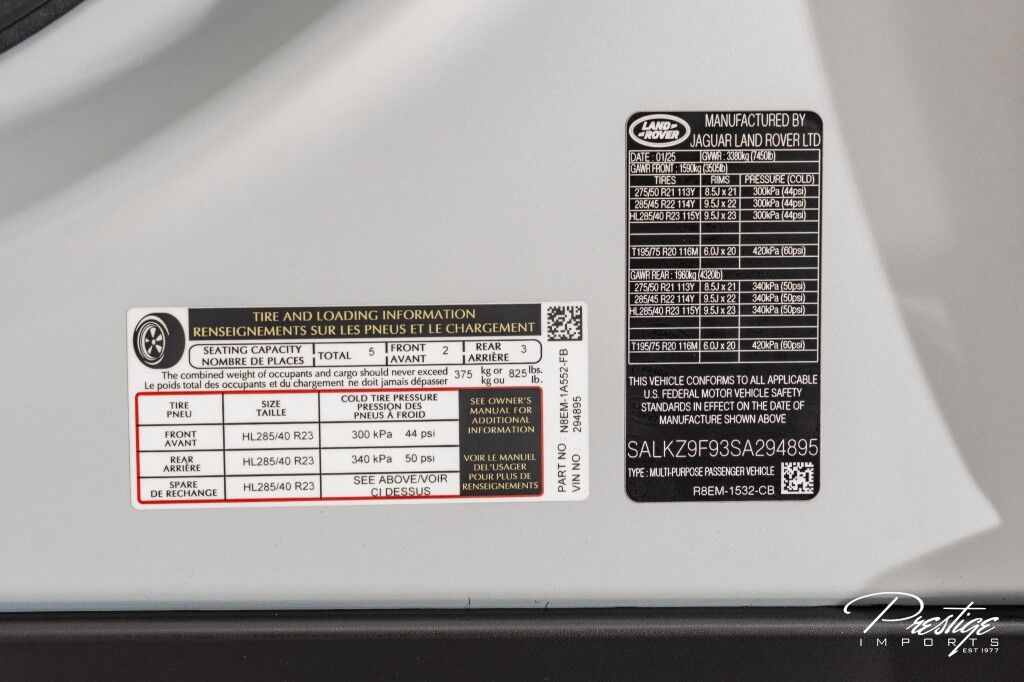 TIRE AND LOADING INFORMATION
RENSEIGNEMENTS SUR LES PNEUS ET LE CHARGEMENT
SEATING CAPACITY
NOMBRE DE PLACES
TOTAL 5
FRONT
AVANT 2
REAR
ARRIÈRE 3
The combined weight of occupants and cargo should never exceed
Le poids total des occupants et du chargement ne doit jamais dépasser
375 kg or
kg ou 825 lbs.
lb.
TIRE
PNEU
SIZE
TAILLE
COLD TIRE PRESSURE
PRESSION DES
PNEUS À FROID
FRONT
AVANT
HL285/40 R23
300 kPa 44 psi
REAR
ARRIÈRE
HL285/40 R23
340 kPa 50 psi
SPARE
DE RECHANGE
HL285/40 R23
SEE ABOVE/VOIR
CI DESSUS
SEE OWNER'S
MANUAL FOR
ADDITIONAL
INFORMATION
VOIR LE MANUEL
DE L'USAGER
POUR PLUS DE
RENSEIGNEMENTS
PART NO : N8EM-1A552-FB
VIN NO : 294895
LAND-
-ROVER
MANUFACTURED BY
JAGUAR LAND ROVER LTD
DATE : 01/25 GVWR : 3380kg (7450lb)
GAWR FRONT : 1590kg (3505lb)
TIRES RIMS PRESSURE (COLD)
275/50 R21 113Y 8.5J x 21 300kPa (44psi)
285/45 R22 114Y 9.5J x 22 300kPa (44psi)
HL285/40 R23 115Y 9.5J x 23 300kPa (44psi)
T195/75 R20 116M 6.0J x 20 420kPa (60psi)
GAWR REAR : 1960kg (4320lb)
275/50 R21 113Y 8.5J x 21 340kPa (50psi)
285/45 R22 114Y 9.5J x 22 340kPa (50psi)
HL285/40 R23 115Y 9.5J x 23 340kPa (50psi)
T195/75 R20 116M 6.0J x 20 420kPa (60psi)
THIS VEHICLE CONFORMS TO ALL APPLICABLE
U.S. FEDERAL MOTOR VEHICLE SAFETY
STANDARDS IN EFFECT ON THE DATE OF
MANUFACTURE SHOWN ABOVE
SALKZ9F93SA294895
TYPE : MULTI-PURPOSE PASSENGER VEHICLE
R8EM-1532-CB
Prestige
IMPORTS
EST 1977